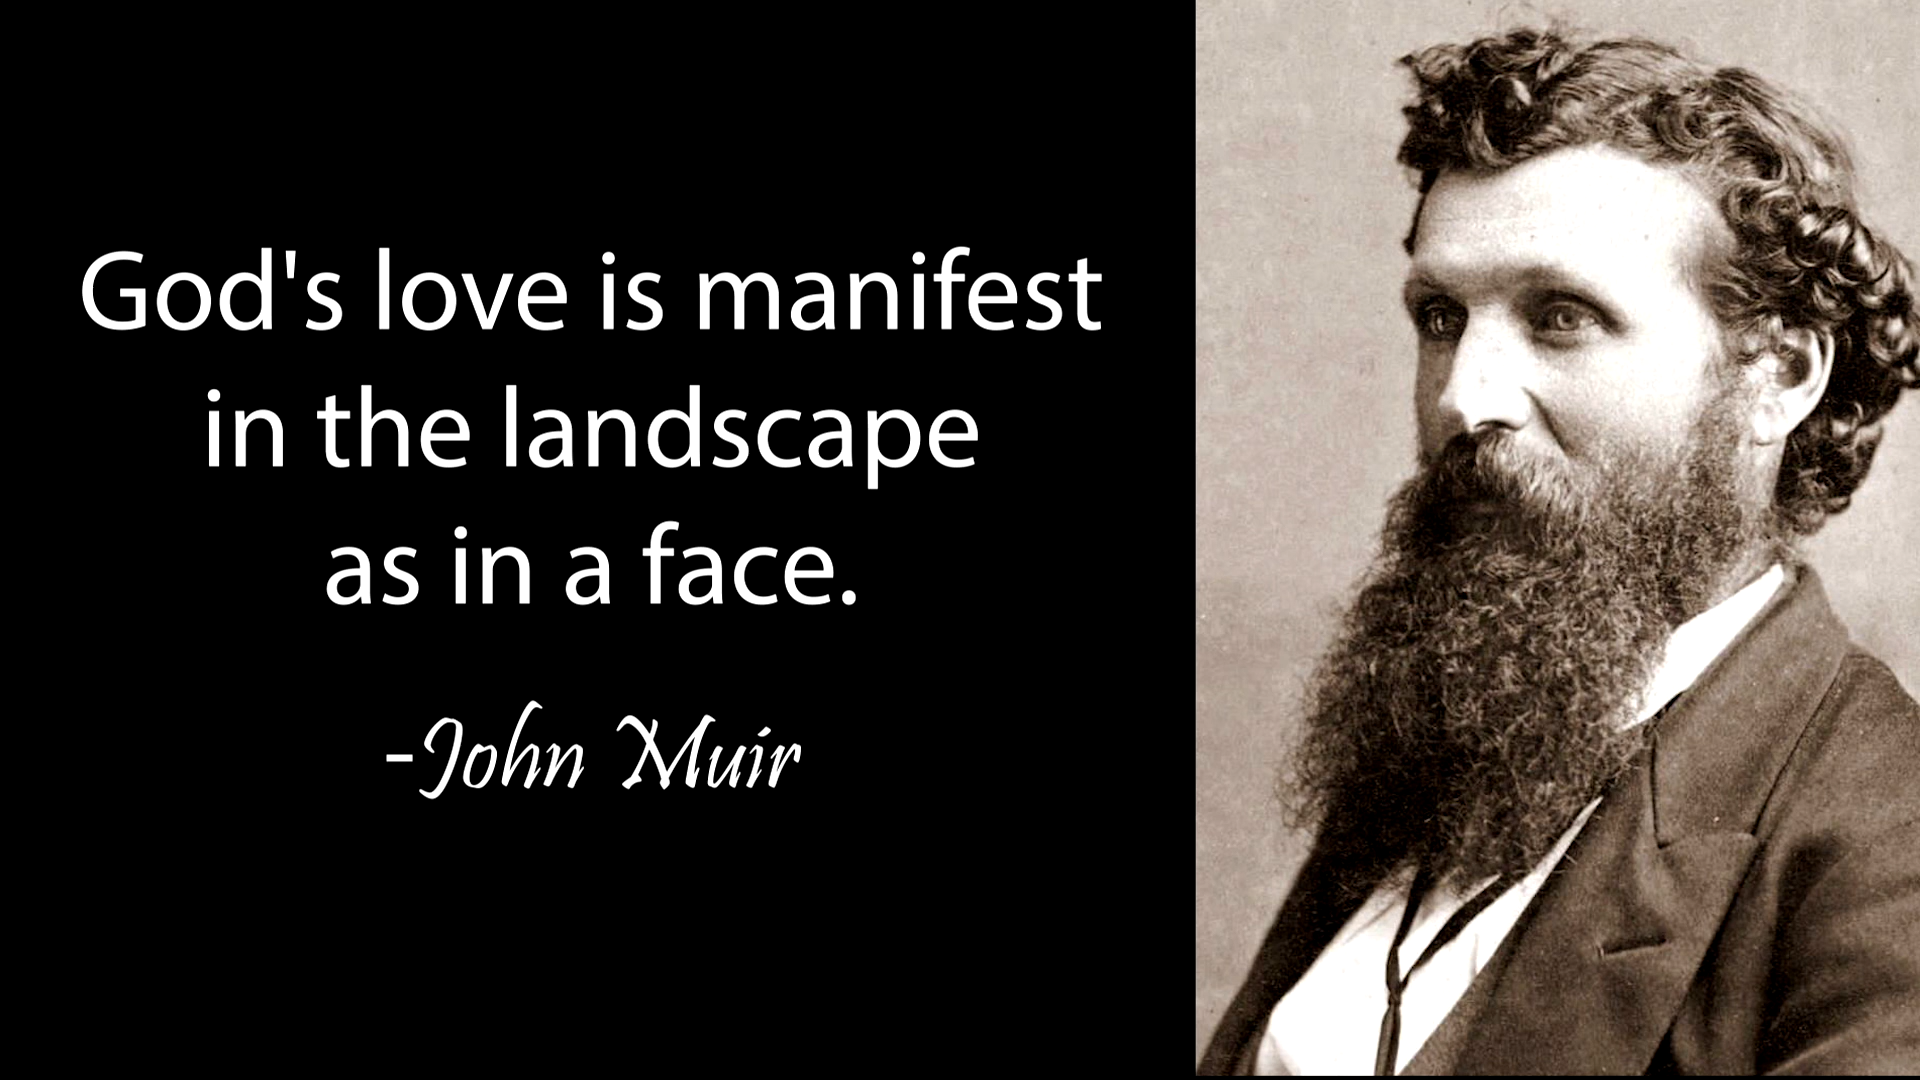 God's love is manifest
in the landscape
as in a face.
-John Muir